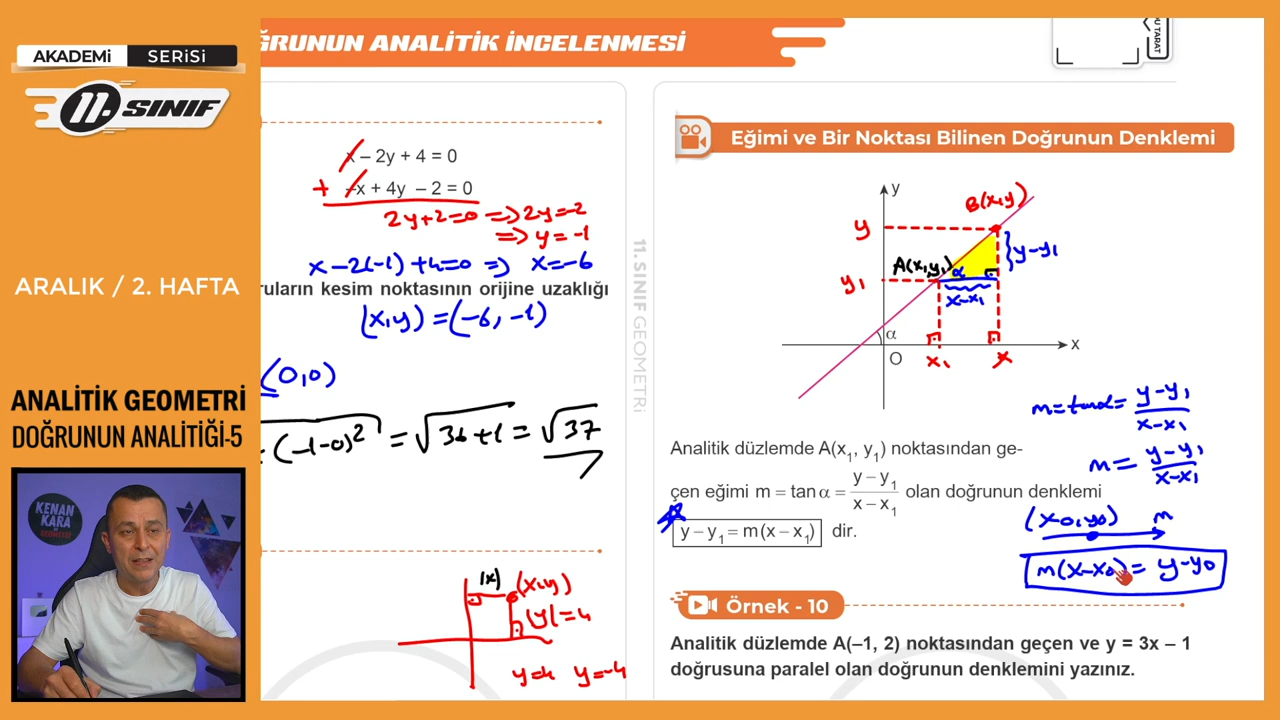 AKADEMİ SERİSİ
11. SINIF
ARALIK / 2. HAFTA
ANALİTİK GEOMETRİ
DOĞRUNUN ANALİTİĞİ-5
KENAN
KARA
GEOMETRİ
ĞRUNUN ANALİTİK İNCELENMESİ
x – 2y + 4 = 0
+ –x + 4y – 2 = 0
2y+2=0 => 2y=-2
=> y=-1
x-2(-1)+4=0 => x=-6
ruların kesim noktasının orijine uzaklığı
(x,y)=(-6,-1)
(0,0)
(-1-0)² = √36+1 = √37
|x| (x,y)
|y|=4
y=4 y=-4
11. SINIF GEOMETRİ
U TARAT
Eğimi ve Bir Noktası Bilinen Doğrunun Denklemi
y
B(x,y)
y
y-y₁
A(x₁,y₁) α
y₁
x-x₁
α
O x₁ x x
m=tanα= y-y₁ / x-x₁
m= y-y₁ / x-x₁
Analitik düzlemde A(x₁, y₁) noktasından ge-
çen eğimi m = tan α = y – y₁ / x – x₁ olan doğrunun denklemi
y – y₁ = m(x – x₁) dir.
(x₀,y₀) m
m(x-x₀)= y-y₀
Örnek - 10
Analitik düzlemde A(–1, 2) noktasından geçen ve y = 3x – 1
doğrusuna paralel olan doğrunun denklemini yazınız.